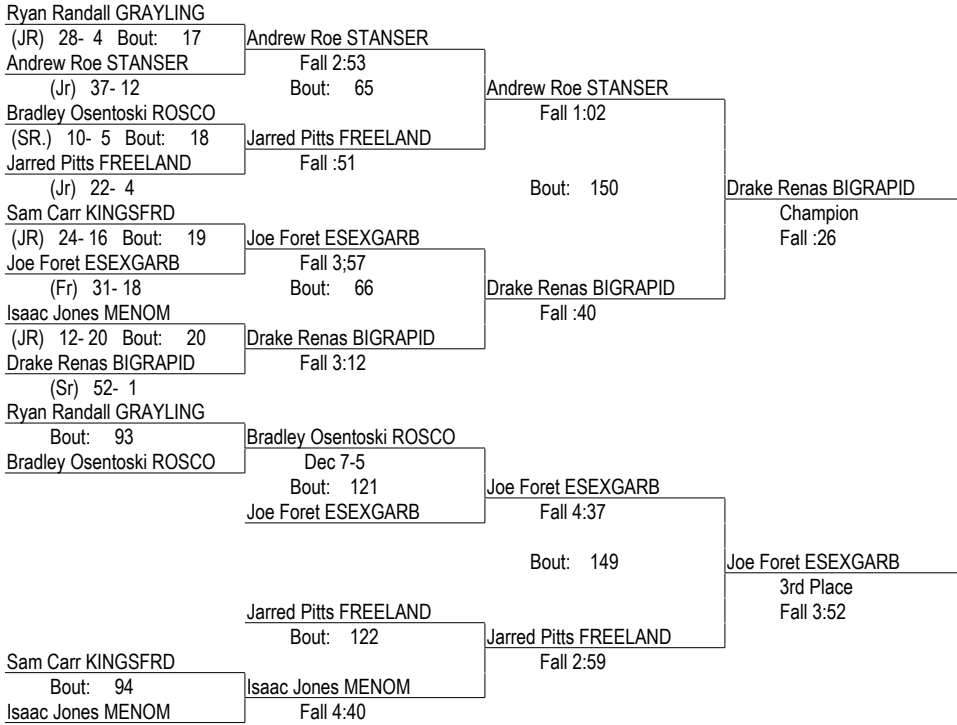 Ryan Randall GRAYLING
(JR) 28- 4 Bout: 17 Andrew Roe STANSER
Andrew Roe STANSER Fall 2:53
(Jr) 37- 12 Bout: 65 Andrew Roe STANSER
Bradley Osentoski ROSCO Fall 1:02
(SR.) 10- 5 Bout: 18 Jarred Pitts FREELAND
Jarred Pitts FREELAND Fall :51
(Jr) 22- 4 Bout: 150 Drake Renas BIGRAPID
Sam Carr KINGSFRD Champion
(JR) 24- 16 Bout: 19 Joe Foret ESEXGARB Fall :26
Joe Foret ESEXGARB Fall 3;57
(Fr) 31- 18 Bout: 66 Drake Renas BIGRAPID
Isaac Jones MENOM Fall :40
(JR) 12- 20 Bout: 20 Drake Renas BIGRAPID
Drake Renas BIGRAPID Fall 3:12
(Sr) 52- 1
Ryan Randall GRAYLING
Bout: 93 Bradley Osentoski ROSCO
Bradley Osentoski ROSCO Dec 7-5
Bout: 121 Joe Foret ESEXGARB
Joe Foret ESEXGARB Fall 4:37
Bout: 149 Joe Foret ESEXGARB
3rd Place
Jarred Pitts FREELAND Fall 3:52
Bout: 122 Jarred Pitts FREELAND
Sam Carr KINGSFRD Fall 2:59
Bout: 94 Isaac Jones MENOM
Isaac Jones MENOM Fall 4:40